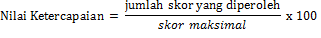 Nilai Ketercapaian = jumlah skor yang diperoleh / skor maksimal x 100